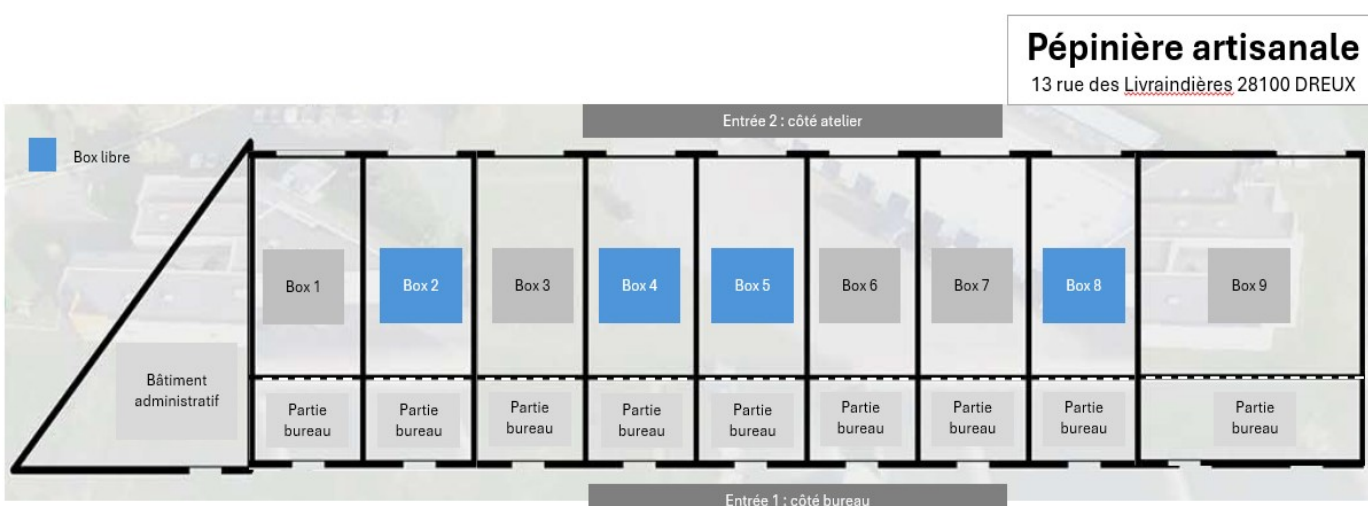 Pépinière artisanale
13 rue des Livraindières 28100 DREUX
Entrée 2 : côté atelier
Box libre
Box 1
Box 2
Box 3
Box 4
Box 5
Box 6
Box 7
Box 8
Box 9
Bâtiment
administratif
Partie
bureau
Partie
bureau
Partie
bureau
Partie
bureau
Partie
bureau
Partie
bureau
Partie
bureau
Partie
bureau
Partie
bureau
Entrée 1 : côté bureau